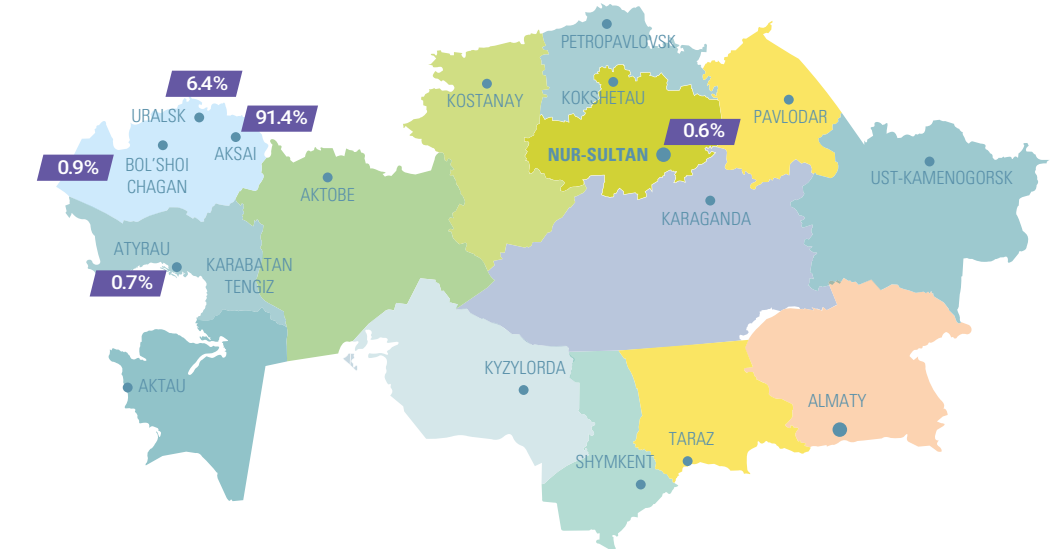 PETROPAVLOVSK
6.4%
KOSTANAY
KOKSHETAU
URALSK
91.4%
PAVLODAR
0.6%
AKSAI
NUR-SULTAN
0.9%
BOL'SHOI
CHAGAN
UST-KAMENOGORSK
AKTOBE
KARAGANDA
ATYRAU
KARABATAN
TENGIZ
0.7%
KYZYLORDA
AKTAU
ALMATY
TARAZ
SHYMKENT